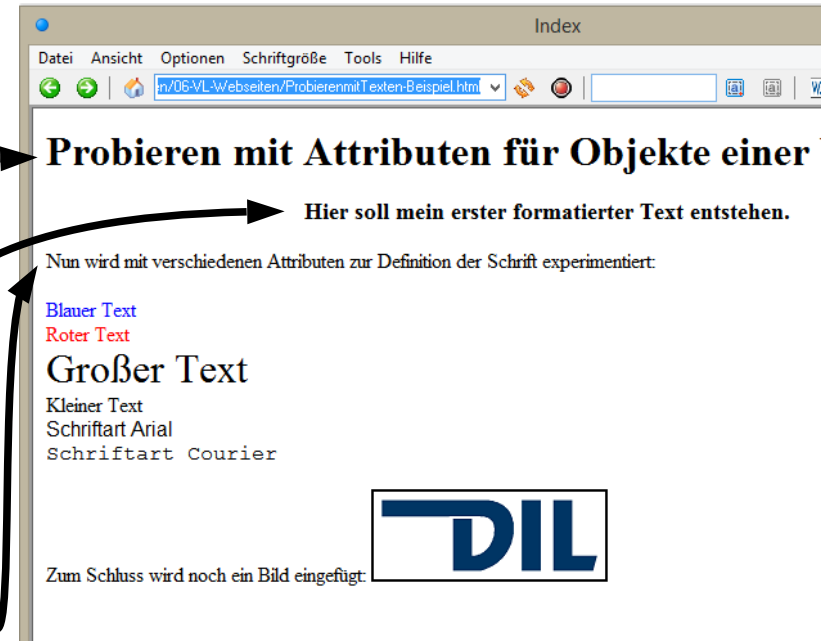 Index
Datei Ansicht Optionen Schriftgröße Tools Hilfe
en/06-VL-Webseiten/ProbierenmitTexten-Beispiel.html
Probieren mit Attributen für Objekte einer
Hier soll mein erster formatierter Text entstehen.
Nun wird mit verschiedenen Attributen zur Definition der Schrift experimentiert:
Blauer Text
Roter Text
Großer Text
Kleiner Text
Schriftart Arial
Schriftart Courier
DIL
Zum Schluss wird noch ein Bild eingefügt: